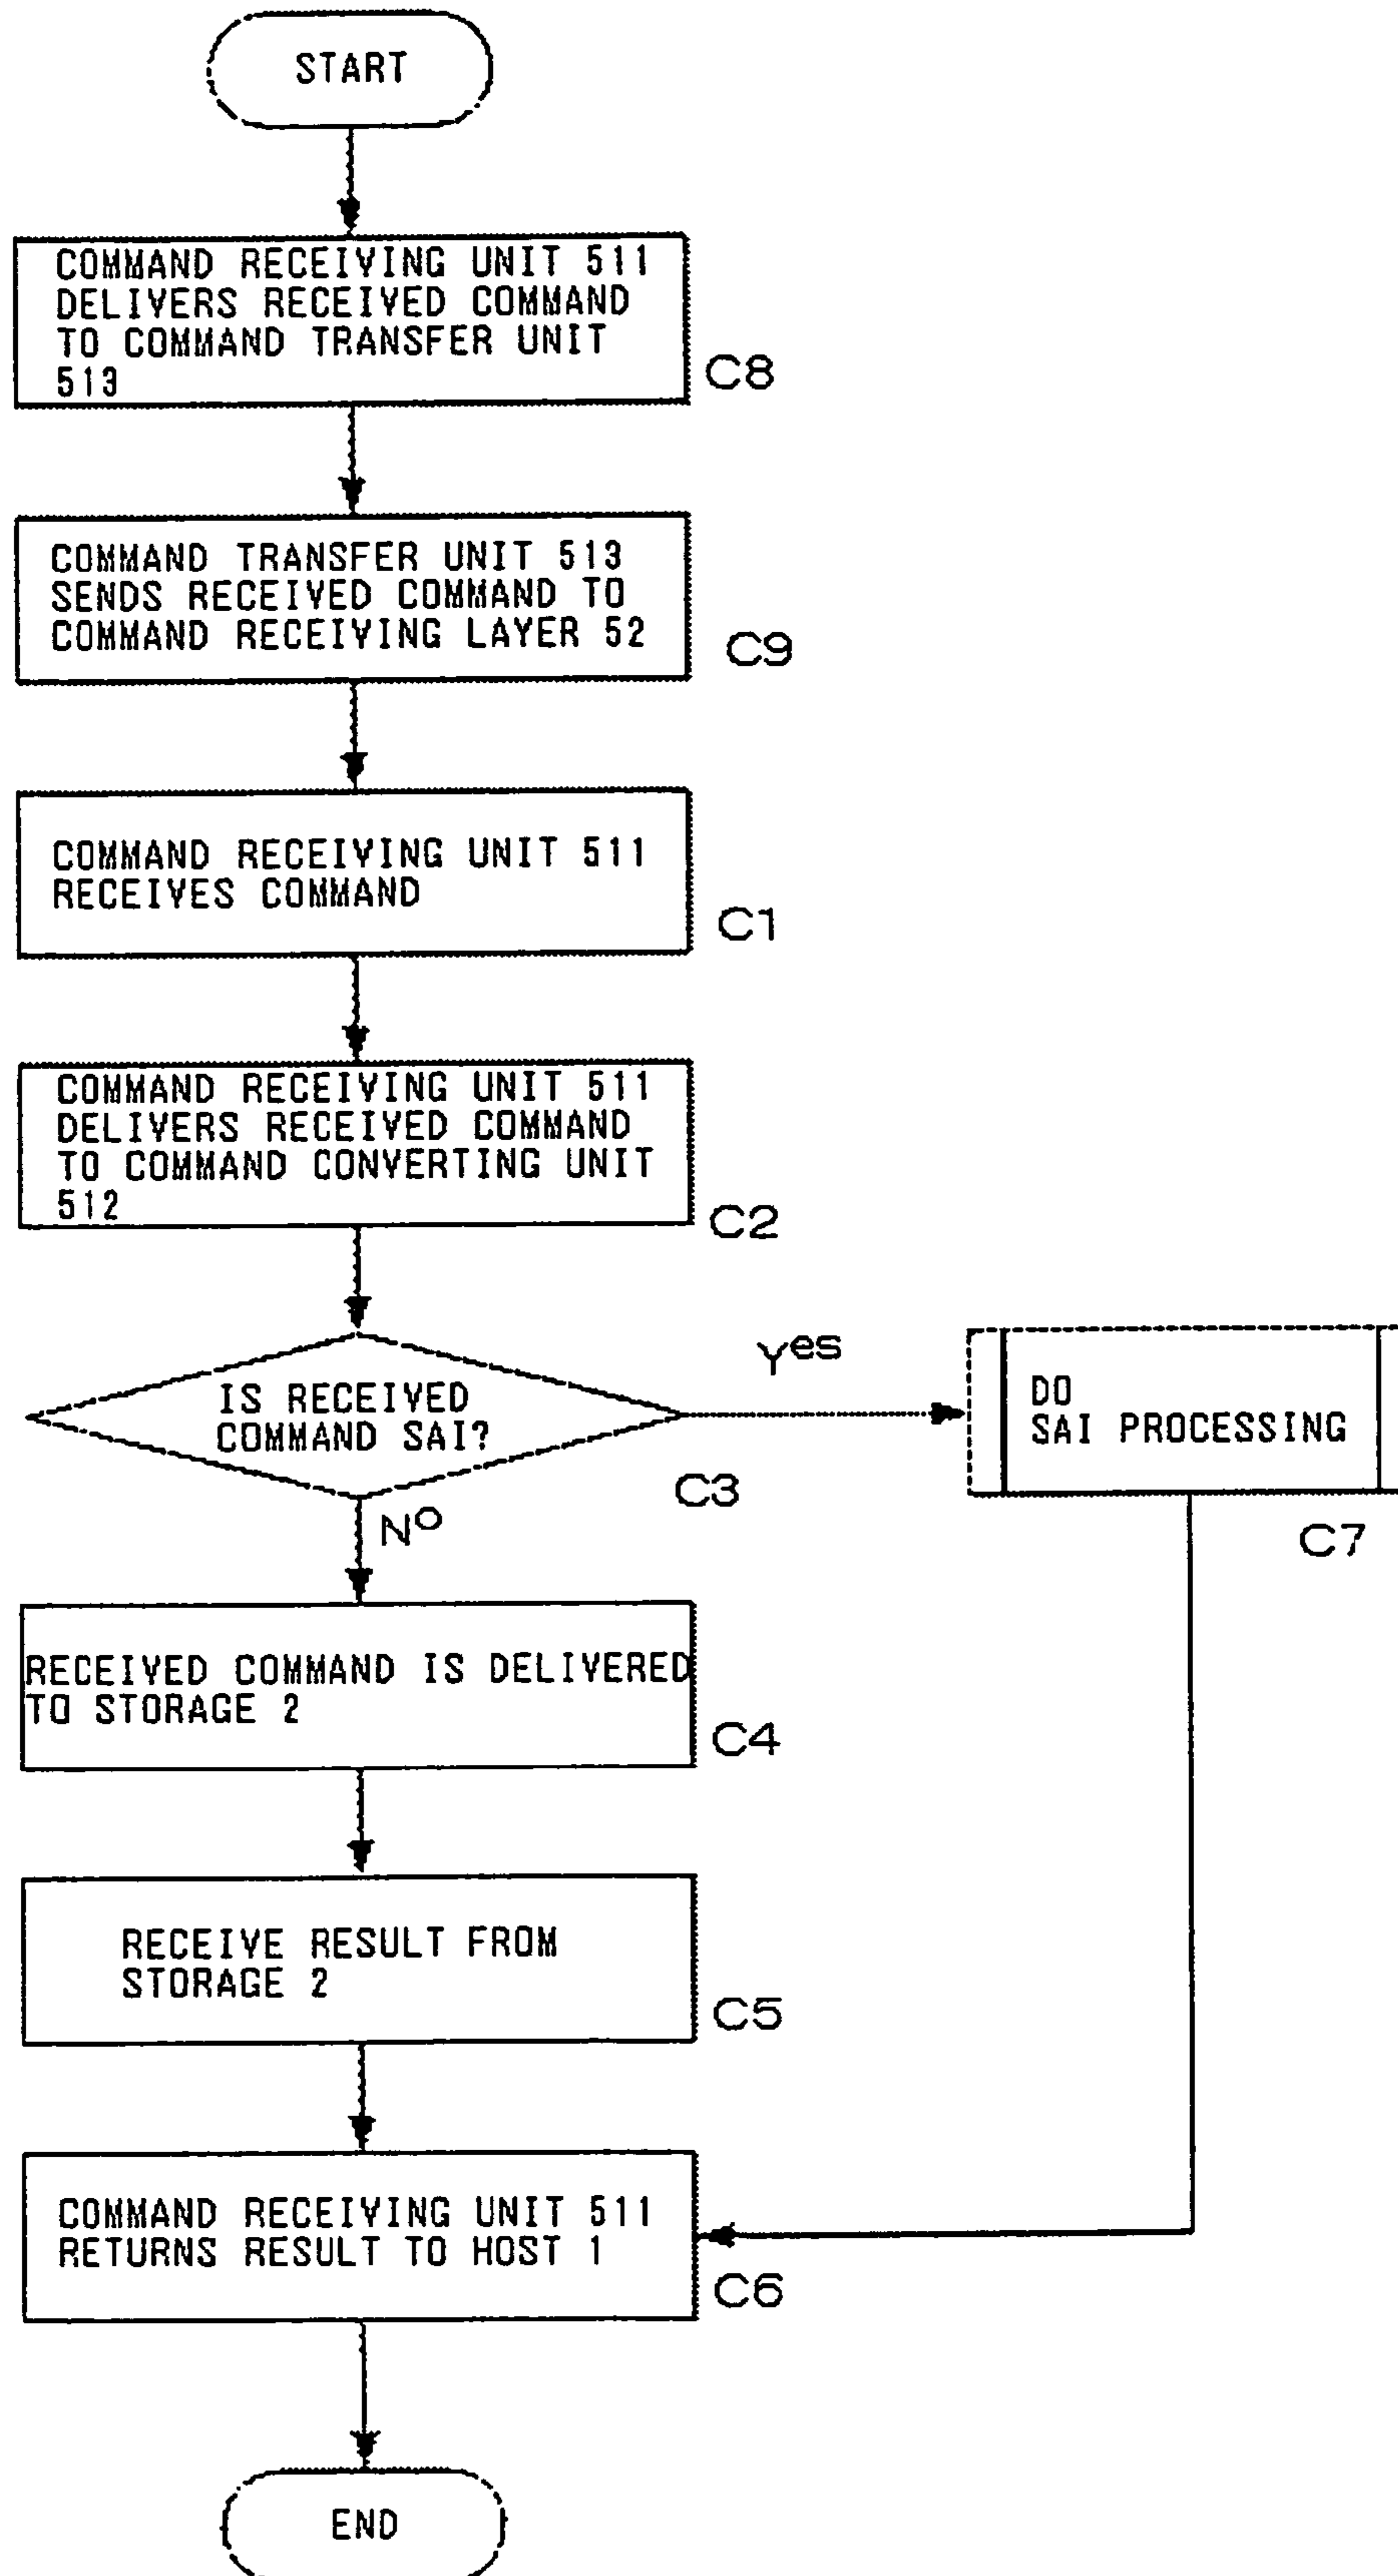 START
COMMAND RECEIVING UNIT 511
DELIVERS RECEIVED COMMAND
TO COMMAND TRANSFER UNIT
513
C8
COMMAND TRANSFER UNIT 513
SENDS RECEIVED COMMAND TO
COMMAND RECEIVING LAYER 52
C9
COMMAND RECEIVING UNIT 511
RECEIVES COMMAND
C1
COMMAND RECEIVING UNIT 511
DELIVERS RECEIVED COMMAND
TO COMMAND CONVERTING UNIT
512
C2
IS RECEIVED
COMMAND SAI?
C3
Yes
DO
SAI PROCESSING
C7
No
RECEIVED COMMAND IS DELIVERED
TO STORAGE 2
C4
RECEIVE RESULT FROM
STORAGE 2
C5
COMMAND RECEIVING UNIT 511
RETURNS RESULT TO HOST 1
C6
END